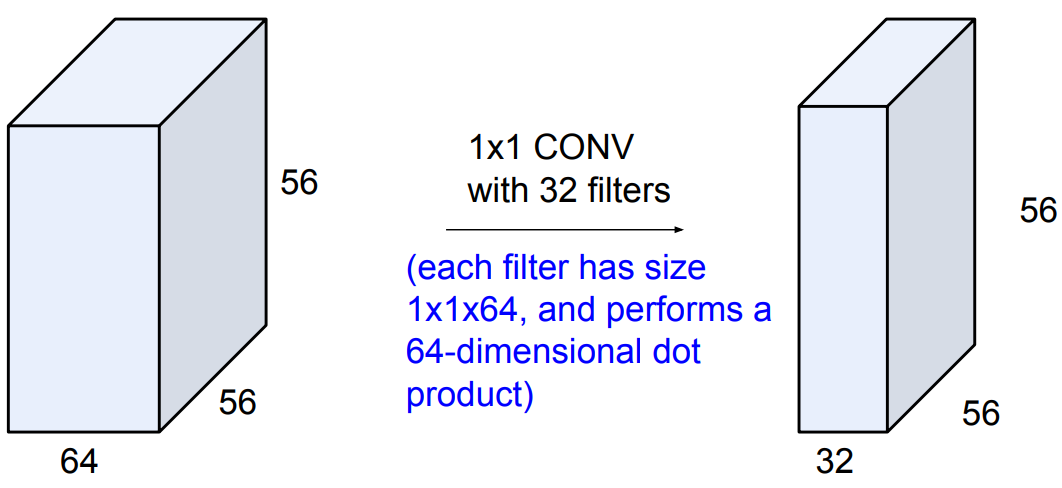 56
56
64
1x1 CONV
with 32 filters
(each filter has size
1x1x64, and performs a
64-dimensional dot
product)
56
56
32